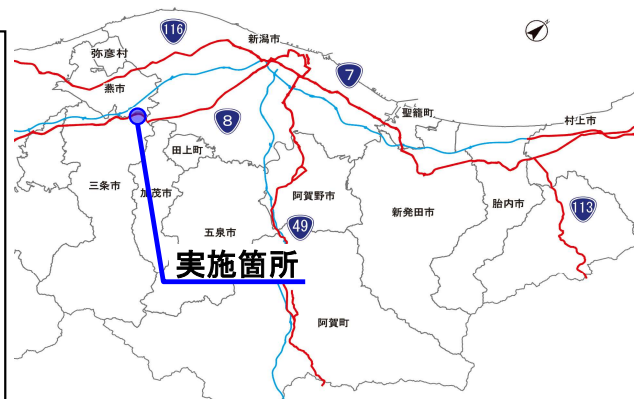 116
新潟市
弥彦村
7
燕市
聖籠町
村上市
8
田上町
三条市
加茂市
阿賀野市
新発田市
胎内市
113
五泉市
49
実施箇所
阿賀町